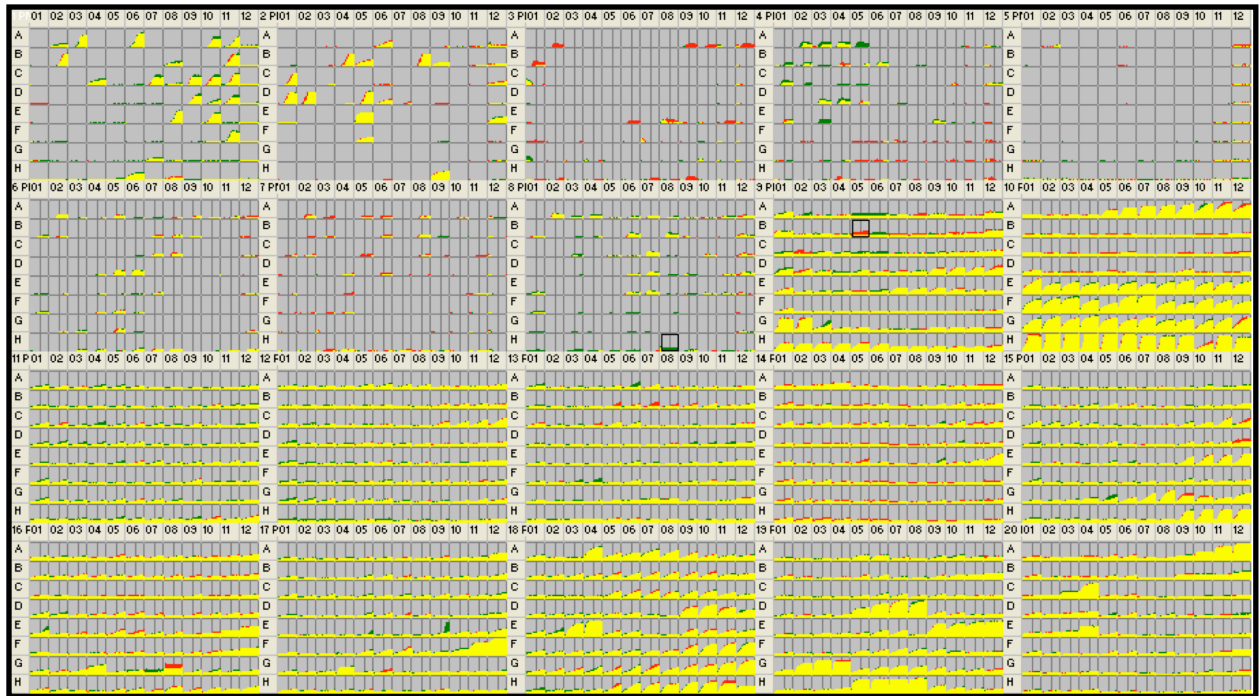 PI01 02 03 04 05 06 07 08 09 10 11 12 2 PI01 02 03 04 05 06 07 08 09 10 11 12 3 PI01 02 03 04 05 06 07 08 09 10 11 12 4 PI01 02 03 04 05 06 07 08 09 10 11 12 5 PI01 02 03 04 05 06 07 08 09 10 11 12
A A A A
B B B B
C C C C
D D D D
E E E E
F F F F
G G G G
H H H H
6 PI01 02 03 04 05 06 07 08 09 10 11 12 7 PI01 02 03 04 05 06 07 08 09 10 11 12 8 PI01 02 03 04 05 06 07 08 09 10 11 12 9 PI01 02 03 04 05 06 07 08 09 10 11 12 10 F01 02 03 04 05 06 07 08 09 10 11 12
A A A A A
B B B B B
C C C C C
D D D D D
E E E E E
F F F F F
G G G G G
H H H H H
11 P01 02 03 04 05 06 07 08 09 10 11 12 12 P01 02 03 04 05 06 07 08 09 10 11 12 13 F01 02 03 04 05 06 07 08 09 10 11 12 14 F01 02 03 04 05 06 07 08 09 10 11 12 15 F01 02 03 04 05 06 07 08 09 10 11 12
A A A A A
B B B B B
C C C C C
D D D D D
E E E E E
F F F F F
G G G G G
H H H H H
16 F01 02 03 04 05 06 07 08 09 10 11 12 17 F01 02 03 04 05 06 07 08 09 10 11 12 18 F01 02 03 04 05 06 07 08 09 10 11 12 19 F01 02 03 04 05 06 07 08 09 10 11 12 20 01 02 03 04 05 06 07 08 09 10 11 12
A A A A A
B B B B B
C C C C C
D D D D D
E E E E E
F F F F F
G G G G G
H H H H H